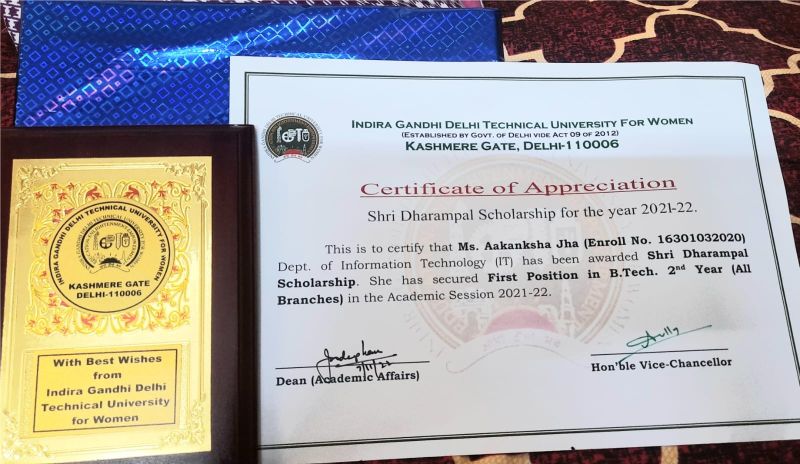 INDIRA GANDHI DELHI TECHNICAL UNIVERSITY FOR WOMEN
(ESTABLISHED BY GOVT. OF DELHI VIDE ACT 09 OF 2012)
KASHMERE GATE, DELHI-110006
Certificate of Appreciation
Shri Dharampal Scholarship for the year 2021-22.
This is to certify that Ms. Aakanksha Jha (Enroll No. 16301032020)
Dept. of Information Technology (IT) has been awarded Shri Dharampal
Scholarship. She has secured First Position in B.Tech. 2nd Year (All
Branches) in the Academic Session 2021-22.
Dean (Academic Affairs)
Hon'ble Vice-Chancellor
INDIRA GANDHI DELHI TECHNICAL UNIVERSITY FOR WOMEN
KASHMERE GATE
DELHI-110006
With Best Wishes
from
Indira Gandhi Delhi
Technical University
for Women